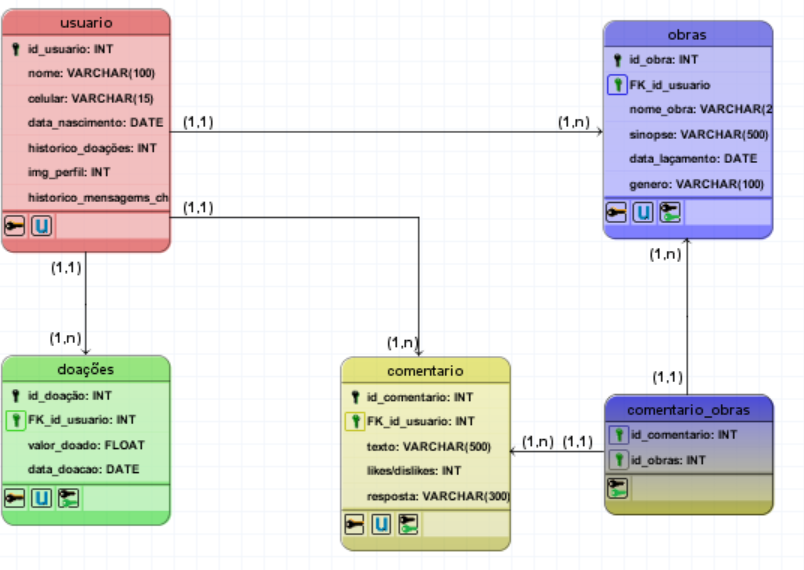 usuario
id_usuario: INT
nome: VARCHAR(100)
celular: VARCHAR(15)
data_nascimento: DATE
historico_doações: INT
img_perfil: INT
historico_mensagems_ch
U
(1,1)
(1,n)
obras
id_obra: INT
FK_id_usuario
nome_obra: VARCHAR(2
sinopse: VARCHAR(500)
data_laçamento: DATE
genero: VARCHAR(100)
U
(1,1)
(1,n)
(1,1)
(1,n)
doações
id_doação: INT
FK_id_usuario: INT
valor_doado: FLOAT
data_doacao: DATE
U
comentario
id_comentario: INT
FK_id_usuario: INT
texto: VARCHAR(500)
likes/dislikes: INT
resposta: VARCHAR(300)
U
(1,n)
(1,1)
(1,n) (1,1)
comentario_obras
id_comentario: INT
id_obras: INT